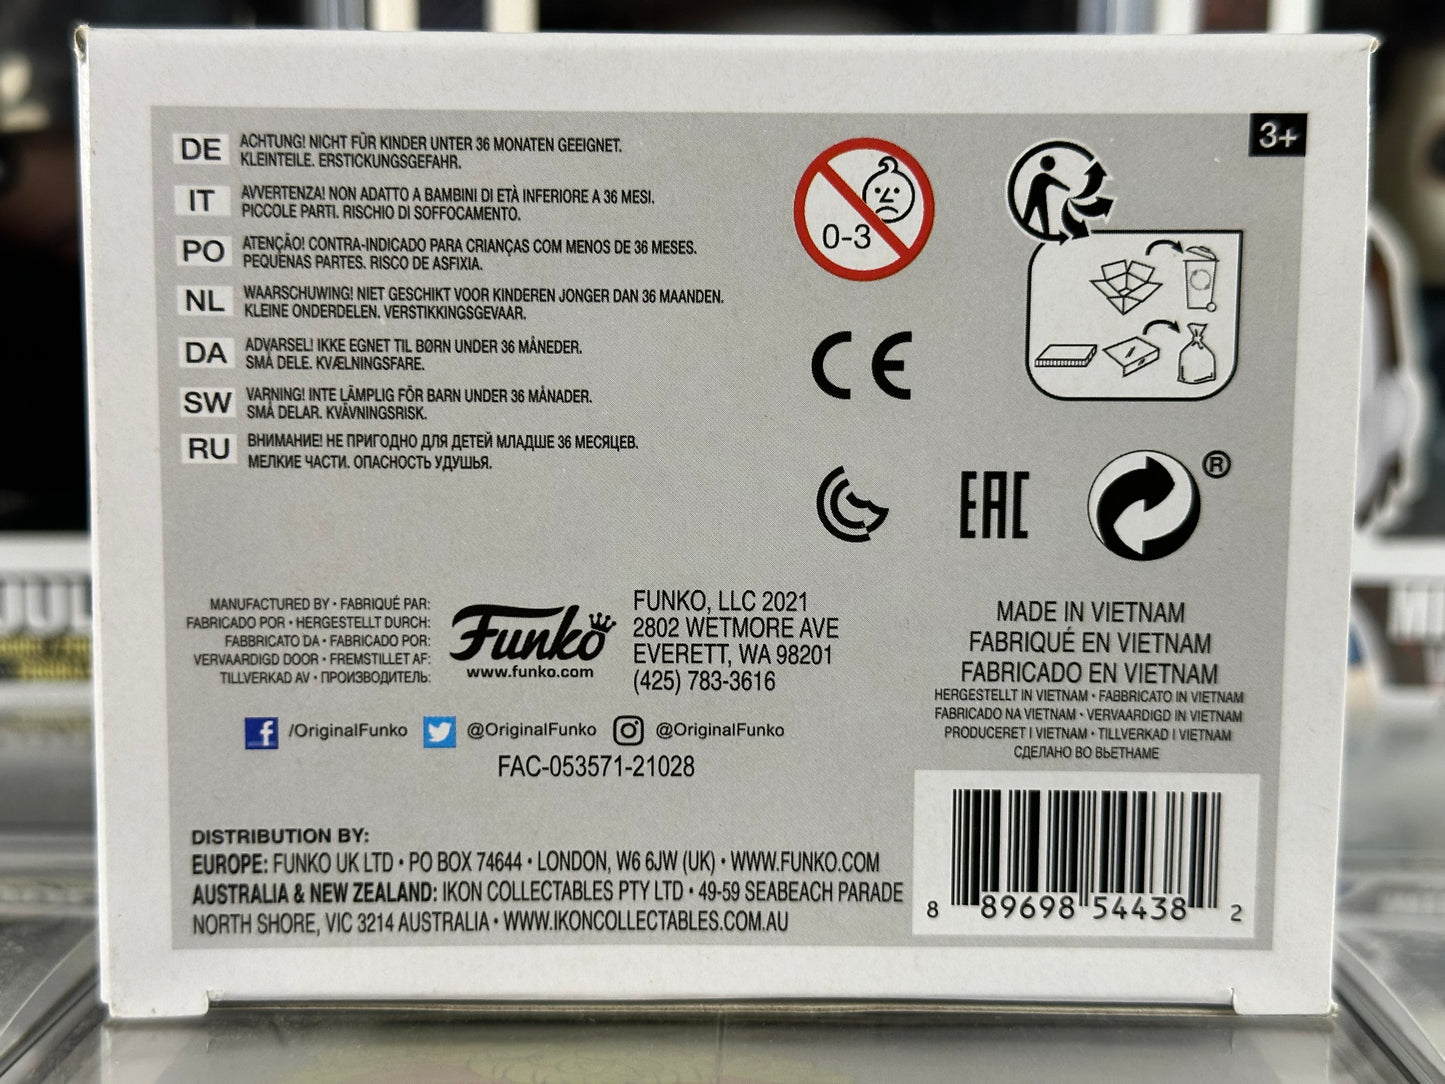 3+
DE ACHTUNG! NICHT FÜR KINDER UNTER 36 MONATEN GEEIGNET.
KLEINTEILE. ERSTICKUNGSGEFAHR.
IT AVVERTENZA! NON ADATTO A BAMBINI DI ETÀ INFERIORE A 36 MESI.
PICCOLE PARTI. RISCHIO DI SOFFOCAMENTO.
PO ATENÇÃO! CONTRA-INDICADO PARA CRIANÇAS COM MENOS DE 36 MESES.
PEQUENAS PARTES. RISCO DE ASFIXIA.
NL WAARSCHUWING! NIET GESCHIKT VOOR KINDEREN JONGER DAN 36 MAANDEN.
KLEINE ONDERDELEN. VERSTIKKINGSGEVAAR.
DA ADVARSEL! IKKE EGNET TIL BØRN UNDER 36 MÅNEDER.
SMÅ DELE. KVÆLNINGSFARE.
SW VARNING! INTE LÄMPLIG FÖR BARN UNDER 36 MÅNADER.
SMÅ DELAR. KVÄVNINGSRISK.
RU ВНИМАНИЕ! НЕ ПРИГОДНО ДЛЯ ДЕТЕЙ МЛАДШЕ 36 МЕСЯЦЕВ.
МЕЛКИЕ ЧАСТИ. ОПАСНОСТЬ УДУШЬЯ.
0-3
CE
EAC
®
MANUFACTURED BY • FABRIQUÉ PAR:
FABRICADO POR • HERGESTELLT DURCH:
FABBRICATO DA • FABRICADO POR:
VERVAARDIGD DOOR • FREMSTILLET AF:
TILLVERKAD AV • ПРОИЗВОДИТЕЛЬ:
Funko
www.funko.com
FUNKO, LLC 2021
2802 WETMORE AVE
EVERETT, WA 98201
(425) 783-3616
/OriginalFunko @OriginalFunko @OriginalFunko
FAC-053571-21028
MADE IN VIETNAM
FABRIQUÉ EN VIETNAM
FABRICADO EN VIETNAM
HERGESTELLT IN VIETNAM • FABBRICATO IN VIETNAM
FABRICADO NA VIETNAM • VERVAARDIGD IN VIETNAM
PRODUCERET I VIETNAM • TILLVERKAD I VIETNAM
СДЕЛАНО ВО ВЬЕТНАМЕ
DISTRIBUTION BY:
EUROPE: FUNKO UK LTD • PO BOX 74644 • LONDON, W6 6JW (UK) • WWW.FUNKO.COM
AUSTRALIA & NEW ZEALAND: IKON COLLECTABLES PTY LTD • 49-59 SEABEACH PARADE
NORTH SHORE, VIC 3214 AUSTRALIA • WWW.IKONCOLLECTABLES.COM.AU
8 89698 54438 2